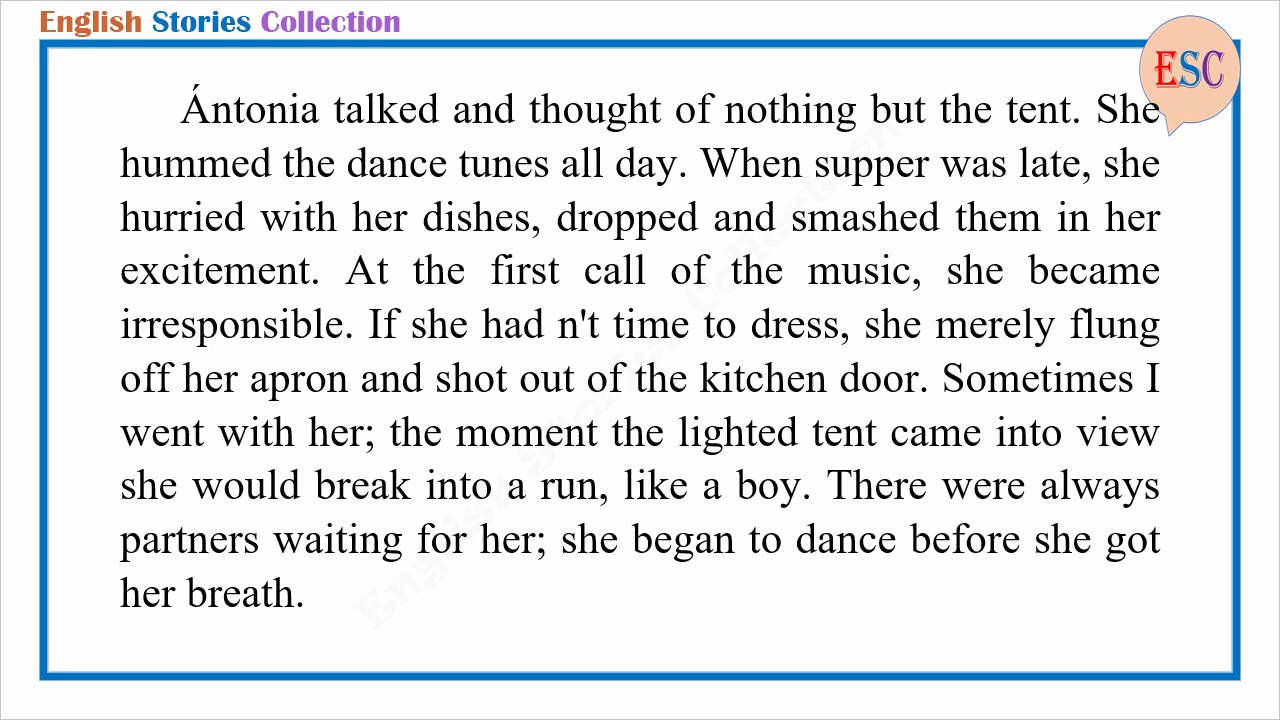 English Stories Collection
ESC
Ántonia talked and thought of nothing but the tent. She
hummed the dance tunes all day. When supper was late, she
hurried with her dishes, dropped and smashed them in her
excitement. At the first call of the music, she became
irresponsible. If she had n't time to dress, she merely flung
off her apron and shot out of the kitchen door. Sometimes I
went with her; the moment the lighted tent came into view
she would break into a run, like a boy. There were always
partners waiting for her; she began to dance before she got
her breath.
English Stories Collection